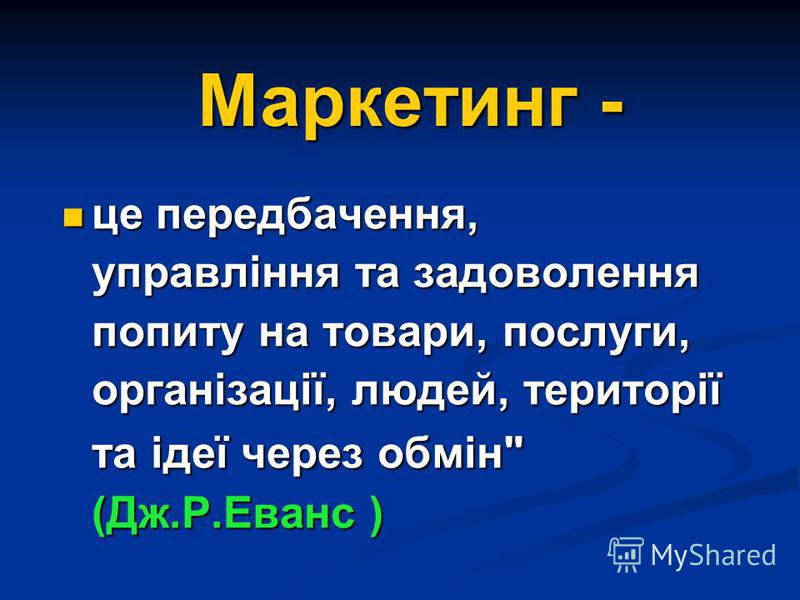 Маркетинг -
це передбачення,
управління та задоволення
попиту на товари, послуги,
організації, людей, території
та ідеї через обмін"
(Дж.Р.Еванс )
MyShared